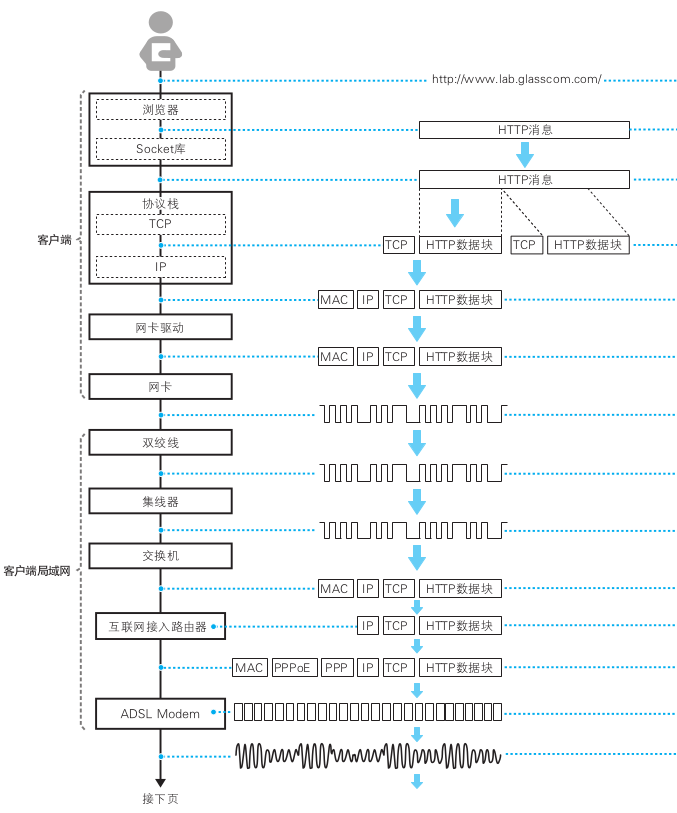 http://www.lab.glasscom.com/
浏览器
HTTP消息
Socket库
HTTP消息
协议栈
TCP
客户端
TCP HTTP数据块 TCP HTTP数据块
IP
MAC IP TCP HTTP数据块
网卡驱动
MAC IP TCP HTTP数据块
网卡
双绞线
集线器
交换机
客户端局域网
MAC IP TCP HTTP数据块
互联网接入路由器
IP TCP HTTP数据块
MAC PPPoE PPP IP TCP HTTP数据块
ADSL Modem
接下页